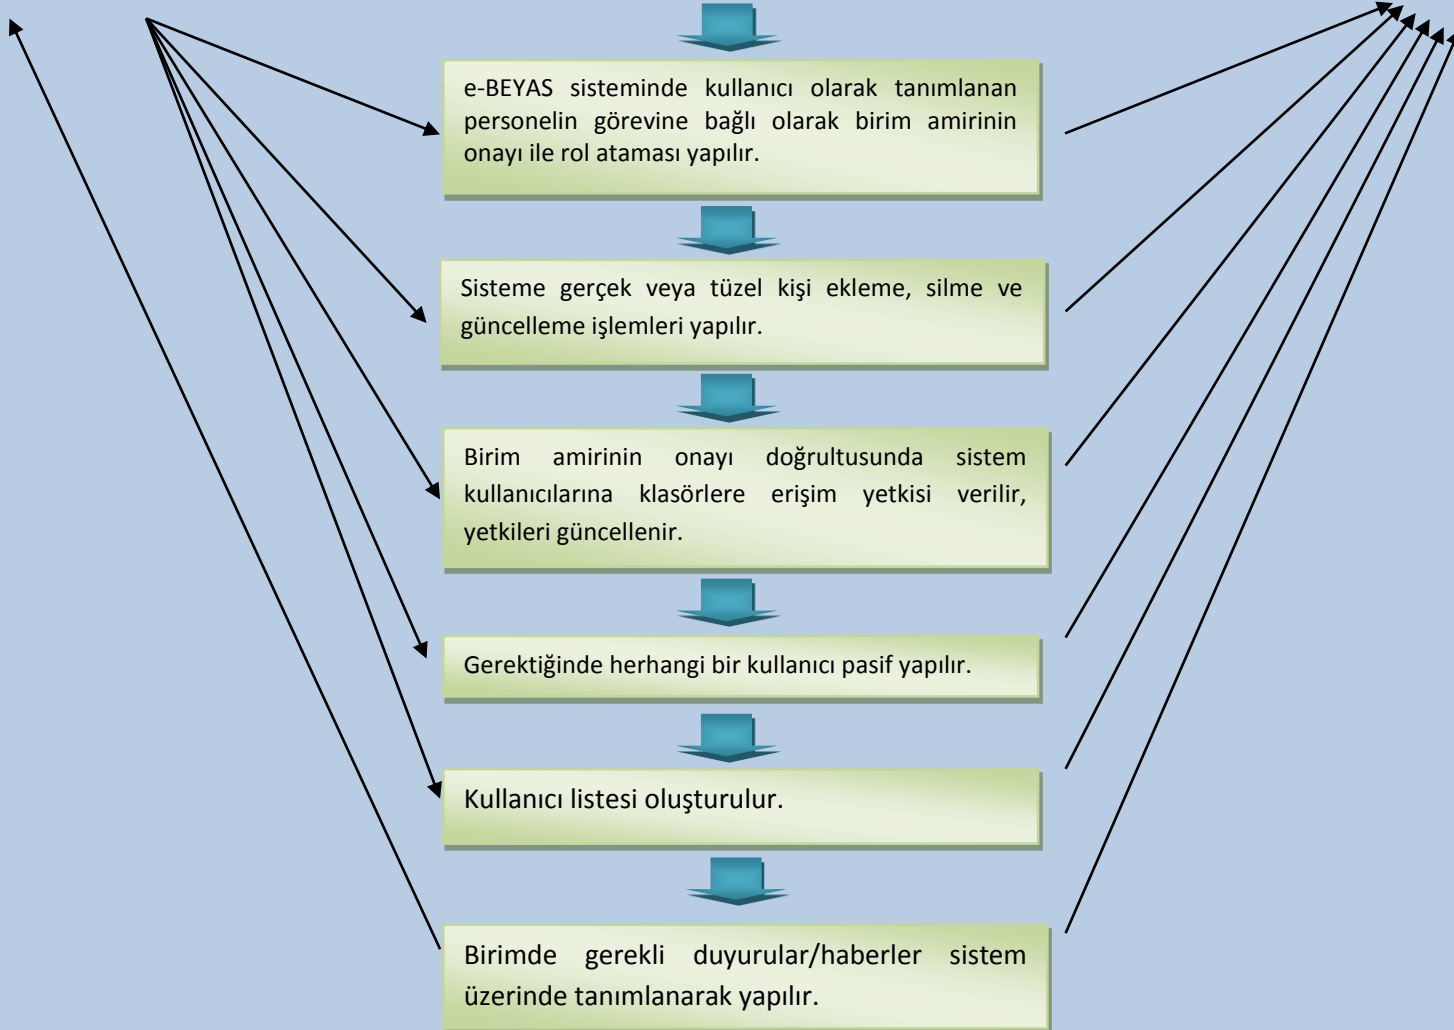 e-BEYAS sisteminde kullanıcı olarak tanımlanan
personelin görevine bağlı olarak birim amirinin
onayı ile rol ataması yapılır.
Sisteme gerçek veya tüzel kişi ekleme, silme ve
güncelleme işlemleri yapılır.
Birim amirinin onayı doğrultusunda sistem
kullanıcılarına klasörlere erişim yetkisi verilir,
yetkileri güncellenir.
Gerektiğinde herhangi bir kullanıcı pasif yapılır.
Kullanıcı listesi oluşturulur.
Birimde gerekli duyurular/haberler sistem
üzerinde tanımlanarak yapılır.